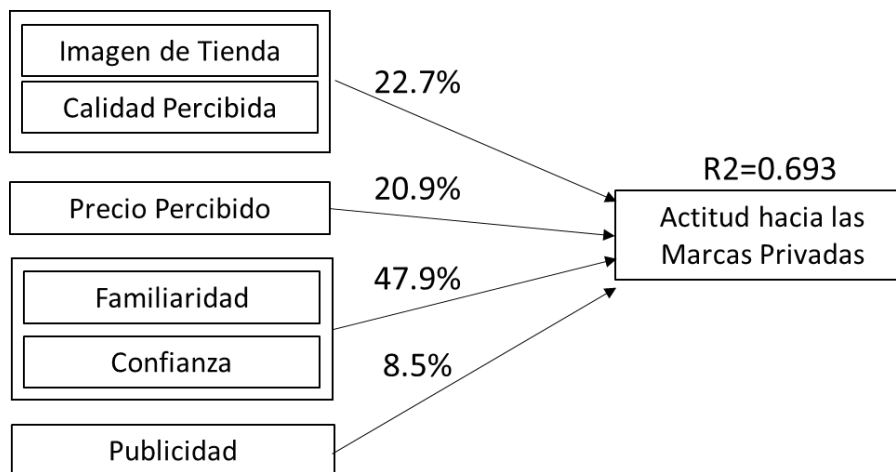 Imagen de Tienda
Calidad Percibida
22.7%
Precio Percibido
20.9%
Familiaridad
Confianza
47.9%
Publicidad
8.5%
R2=0.693
Actitud hacia las
Marcas Privadas